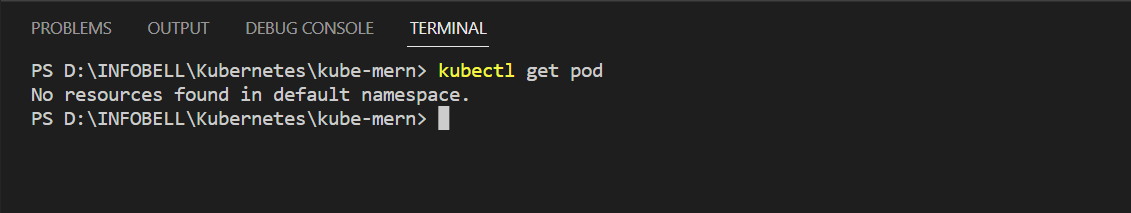 PROBLEMS OUTPUT DEBUG CONSOLE TERMINAL
PS D:\INFOBELL\Kubernetes\kube-mern> kubectl get pod
No resources found in default namespace.
PS D:\INFOBELL\Kubernetes\kube-mern>